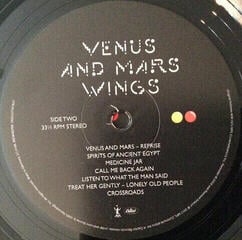 VENUS
AND MARS
WINGS
SIDE TWO
33⅓ RPM STEREO
VENUS AND MARS – REPRISE
SPIRITS OF ANCIENT EGYPT
MEDICINE JAR
CALL ME BACK AGAIN
LISTEN TO WHAT THE MAN SAID
TREAT HER GENTLY – LONELY OLD PEOPLE
CROSSROADS